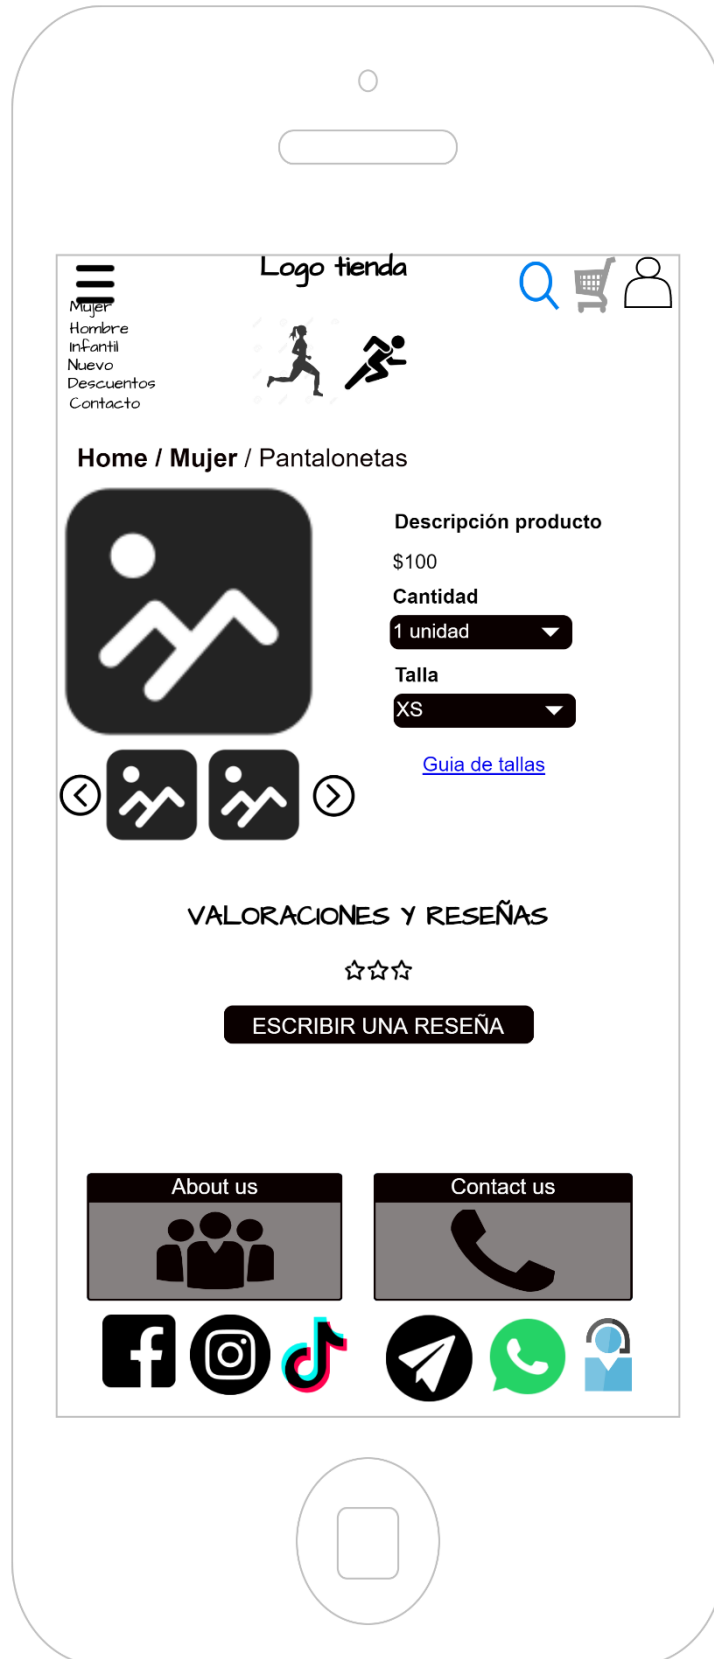 Logo tienda
Mujer
Hombre
Infantil
Nuevo
Descuentos
Contacto
Home / Mujer / Pantalonetas
Descripción producto
$100
Cantidad
1 unidad
Talla
XS
Guia de tallas
VALORACIONES Y RESEÑAS
ESCRIBIR UNA RESEÑA
About us
Contact us